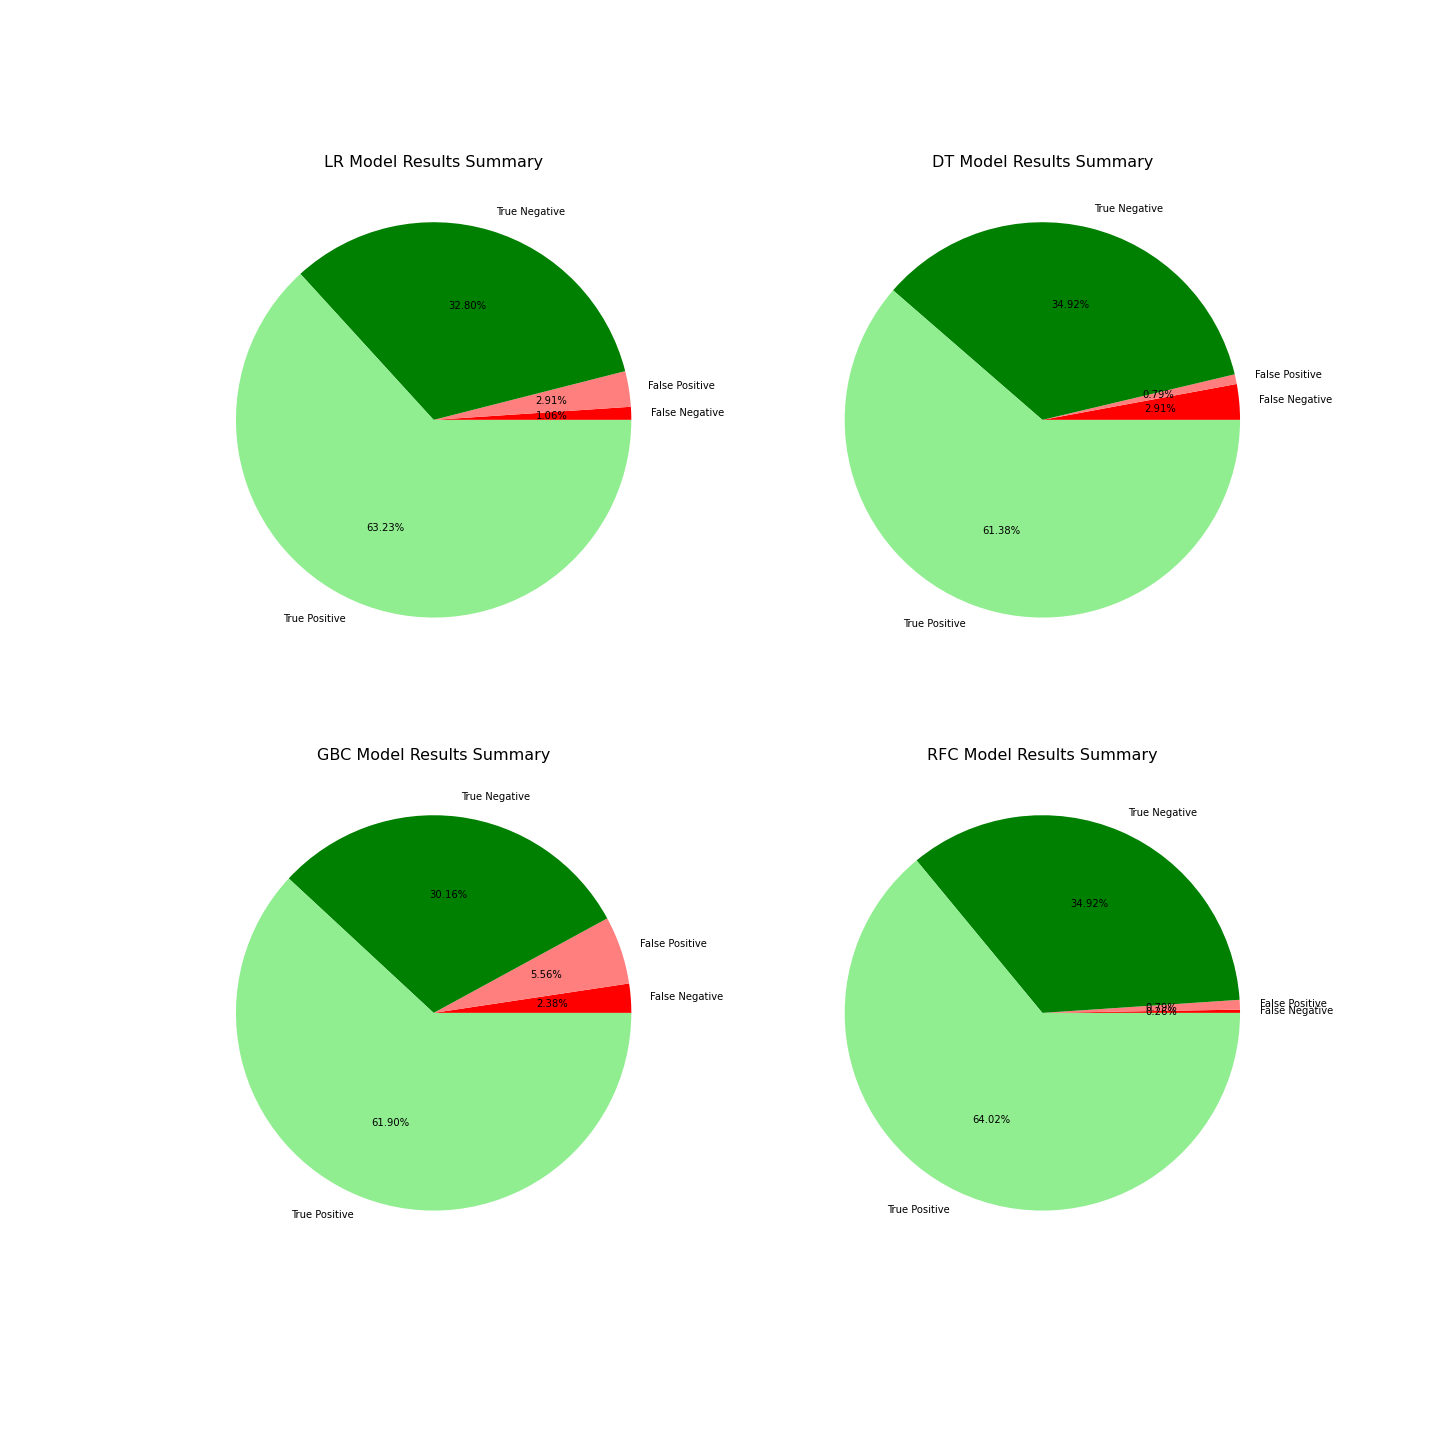 LR Model Results Summary
True Negative
32.80%
False Positive
2.91%
1.06%
False Negative
63.23%
True Positive
DT Model Results Summary
True Negative
34.92%
False Positive
0.79%
2.91%
False Negative
61.38%
True Positive
GBC Model Results Summary
True Negative
30.16%
False Positive
5.56%
2.38%
False Negative
61.90%
True Positive
RFC Model Results Summary
True Negative
34.92%
False Positive
0.79%
0.26%
False Negative
64.02%
True Positive